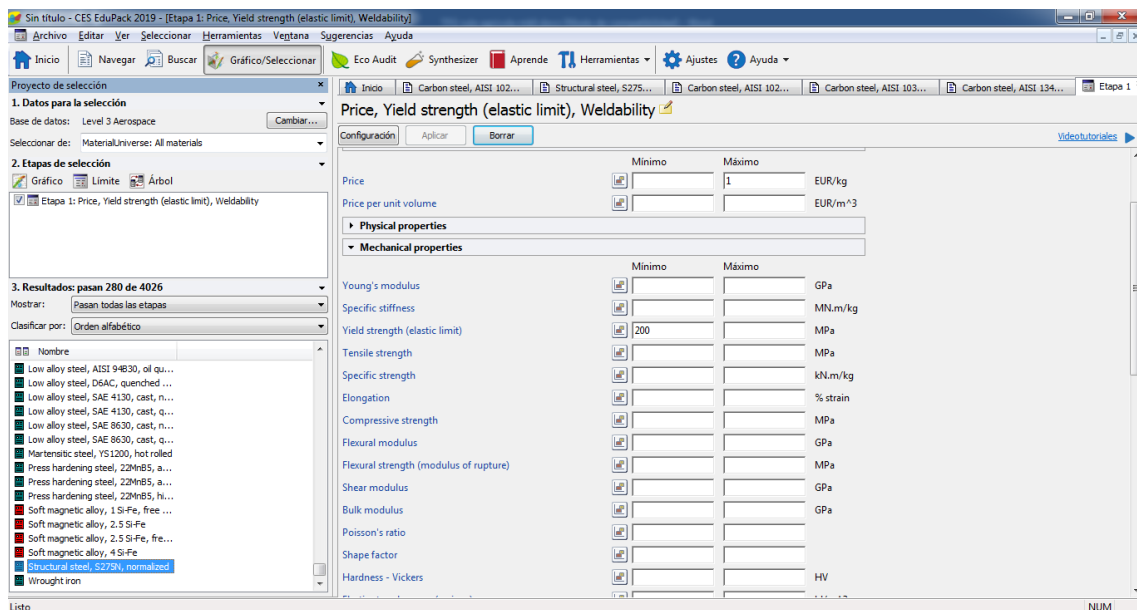 Sin título - CES EduPack 2019 - [Etapa 1: Price, Yield strength (elastic limit), Weldability]
Archivo Editar Ver Seleccionar Herramientas Ventana Sugerencias Ayuda
Inicio Navegar Buscar Gráfico/Seleccionar Eco Audit Synthesizer Aprende Herramientas Ajustes Ayuda
Proyecto de selección
1. Datos para la selección
Base de datos: Level 3 Aerospace Cambiar...
Seleccionar de: MaterialUniverse: All materials
2. Etapas de selección
Gráfico Límite Árbol
Etapa 1: Price, Yield strength (elastic limit), Weldability
3. Resultados: pasan 280 de 4026
Mostrar: Pasan todas las etapas
Clasificar por: Orden alfabético
Nombre
Low alloy steel, AISI 94B30, oil qu...
Low alloy steel, D6AC, quenched ...
Low alloy steel, SAE 4130, cast, n...
Low alloy steel, SAE 4130, cast, q...
Low alloy steel, SAE 8630, cast, n...
Low alloy steel, SAE 8630, cast, q...
Martensitic steel, YS1200, hot rolled
Press hardening steel, 22MnB5, a...
Press hardening steel, 22MnB5, a...
Press hardening steel, 22MnB5, hi...
Soft magnetic alloy, 1 Si-Fe, free ...
Soft magnetic alloy, 2.5 Si-Fe
Soft magnetic alloy, 2.5 Si-Fe, fre...
Soft magnetic alloy, 4 Si-Fe
Structural steel, S275N, normalized
Wrought iron
Inicio Carbon steel, AISI 102... Structural steel, S275... Carbon steel, AISI 102... Carbon steel, AISI 103... Carbon steel, AISI 134... Etapa 1
Price, Yield strength (elastic limit), Weldability
Configuración Aplicar Borrar Videotutoriales
Mínimo Máximo
Price 1 EUR/kg
Price per unit volume EUR/m^3
Physical properties
Mechanical properties
Mínimo Máximo
Young's modulus GPa
Specific stiffness MN.m/kg
Yield strength (elastic limit) 200 MPa
Tensile strength MPa
Specific strength kN.m/kg
Elongation % strain
Compressive strength MPa
Flexural modulus GPa
Flexural strength (modulus of rupture) MPa
Shear modulus GPa
Bulk modulus GPa
Poisson's ratio
Shape factor
Hardness - Vickers HV
Listo NUM